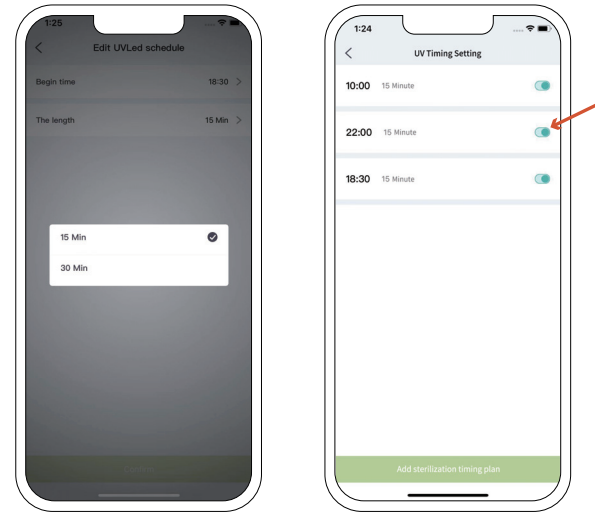 1:25
Edit UVLed schedule
Begin time 18:30
The length 15 Min
15 Min
30 Min
Confirm
1:24
UV Timing Setting
10:00 15 Minute
22:00 15 Minute
18:30 15 Minute
Add sterilization timing plan